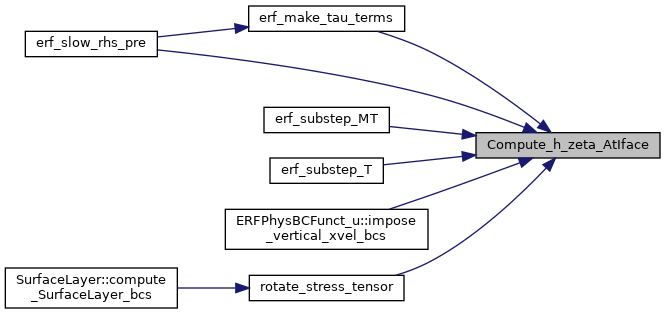 erf_make_tau_terms
erf_slow_rhs_pre
erf_substep_MT
Compute_h_zeta_AtIface
erf_substep_T
ERFPhysBCFunct_u::impose
_vertical_xvel_bcs
SurfaceLayer::compute
_SurfaceLayer_bcs
rotate_stress_tensor